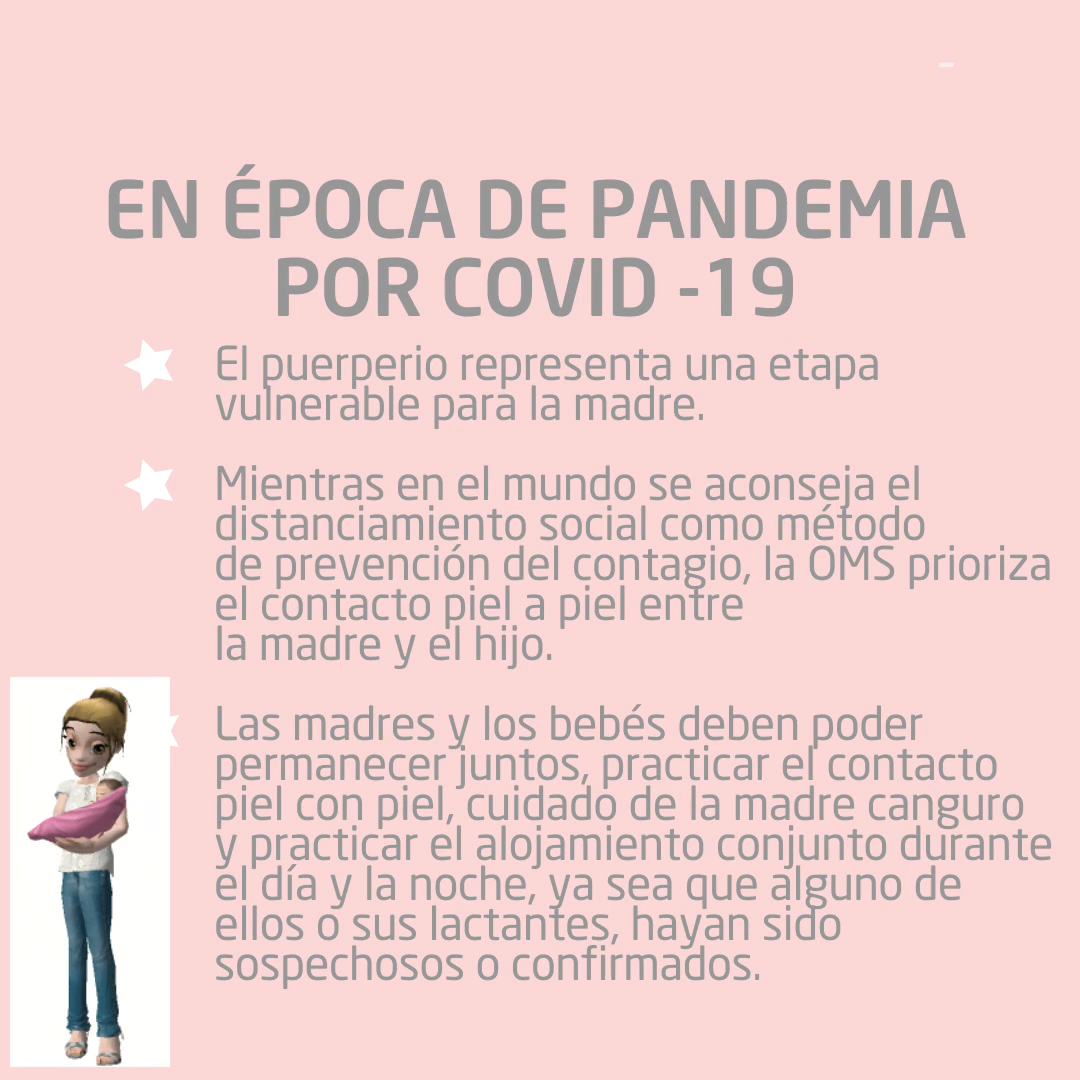 EN ÉPOCA DE PANDEMIA
POR COVID -19
El puerperio representa una etapa
vulnerable para la madre.
Mientras en el mundo se aconseja el
distanciamiento social como método
de prevención del contagio, la OMS prioriza
el contacto piel a piel entre
la madre y el hijo.
Las madres y los bebés deben poder
permanecer juntos, practicar el contacto
piel con piel, cuidado de la madre canguro
y practicar el alojamiento conjunto durante
el día y la noche, ya sea que alguno de
ellos o sus lactantes, hayan sido
sospechosos o confirmados.